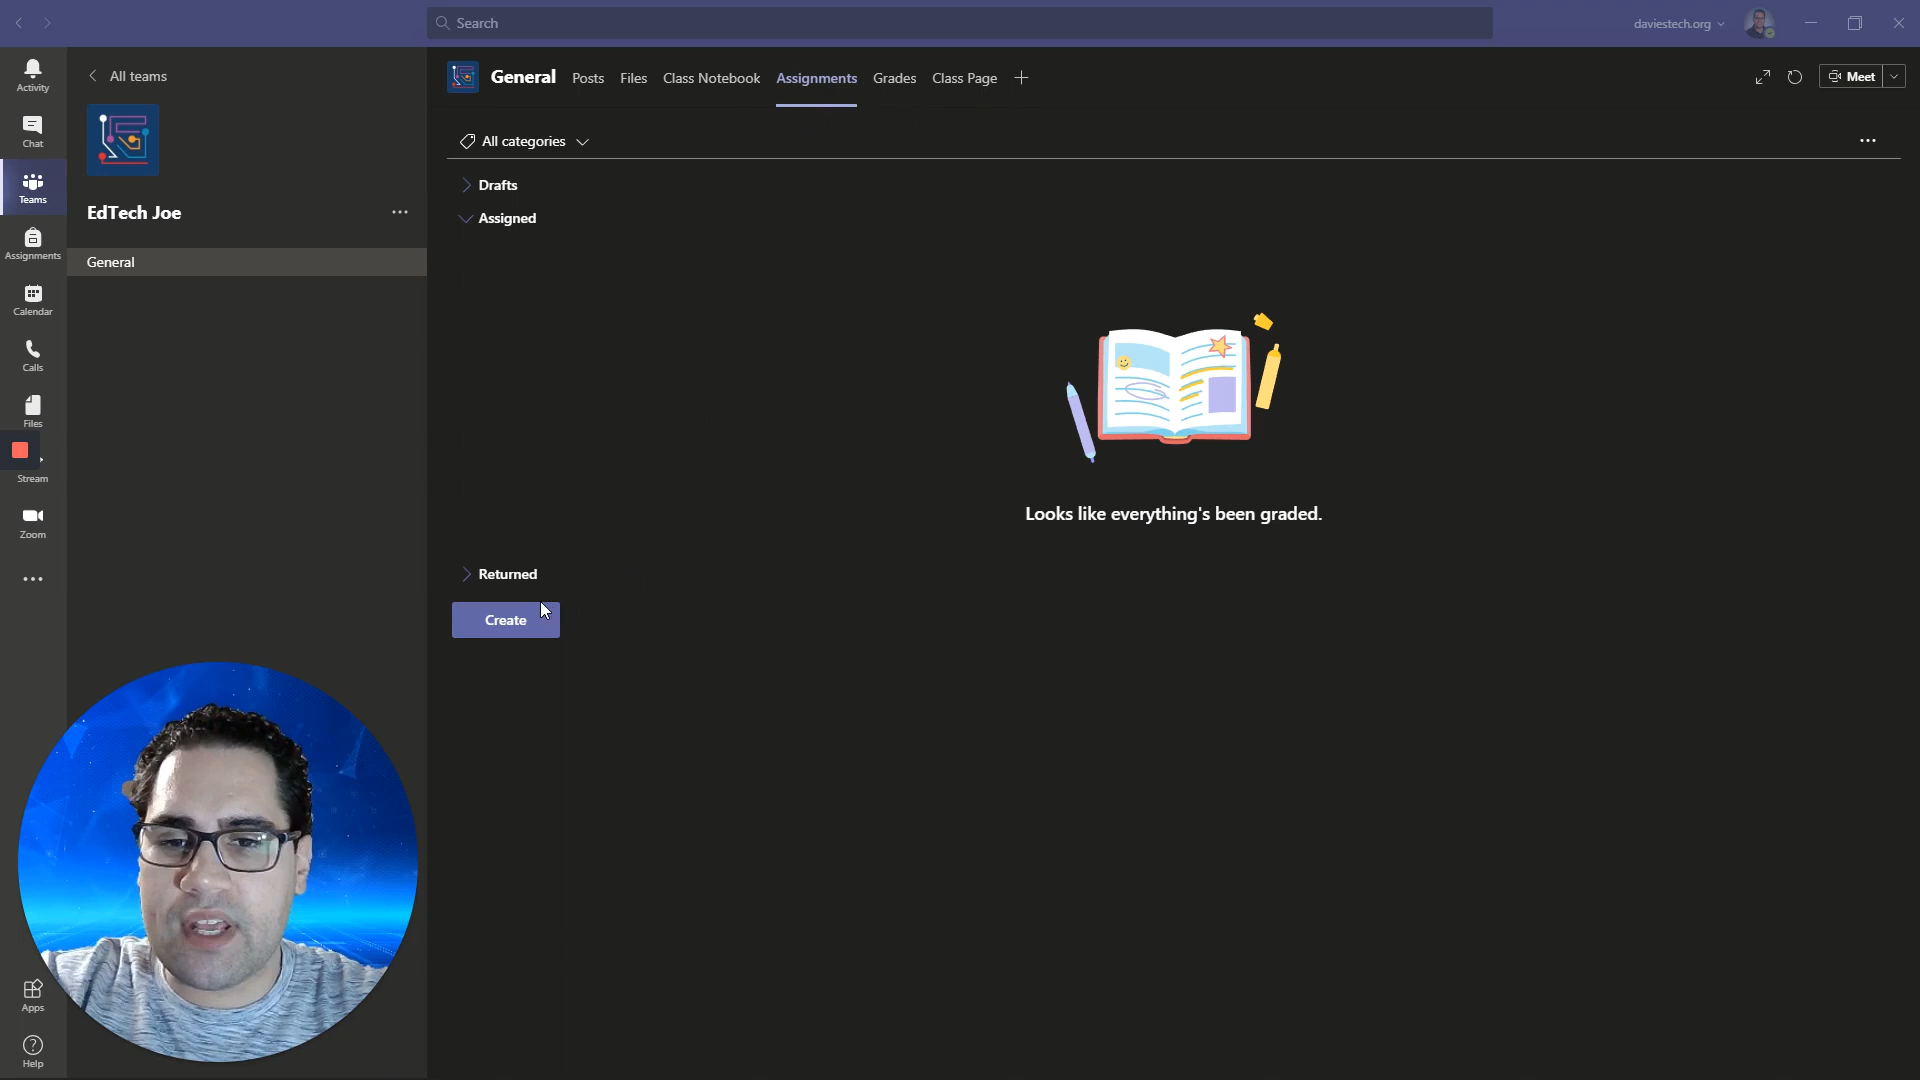 Search
daviestech.org
Activity
Chat
Teams
Assignments
Calendar
Calls
Files
Stream
Zoom
Apps
Help
All teams
EdTech Joe
General
General Posts Files Class Notebook Assignments Grades Class Page
Meet
All categories
Drafts
Assigned
Looks like everything's been graded.
Returned
Create